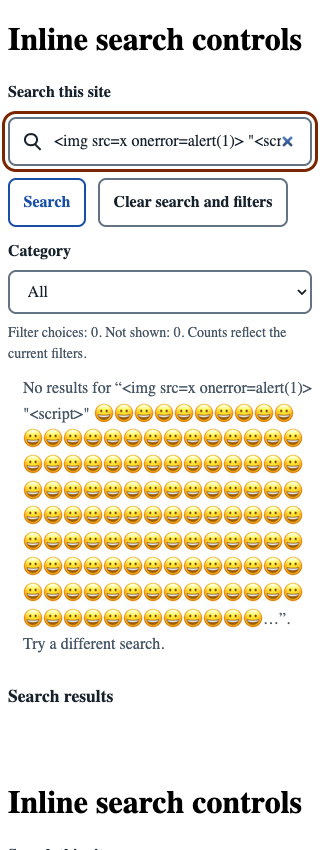 Inline search controls
Search this site
<img src=x onerror=alert(1)> "<scr
Search
Clear search and filters
Category
All
Filter choices: 0. Not shown: 0. Counts reflect the
current filters.
No results for “<img src=x onerror=alert(1)>
"<script>" 😀😀😀😀😀😀😀😀😀😀
😀😀😀😀😀😀😀😀😀😀😀😀😀😀
😀😀😀😀😀😀😀😀😀😀😀😀😀😀
😀😀😀😀😀😀😀😀😀😀😀😀😀😀
😀😀😀😀😀😀😀😀😀😀😀😀😀😀
😀😀😀😀😀😀😀😀😀😀😀😀😀😀
😀😀😀😀😀😀😀😀😀😀😀😀😀😀
😀😀😀😀😀😀😀😀😀😀😀😀😀😀
😀😀😀😀😀😀😀😀😀😀😀😀…”.
Try a different search.
Search results
Inline search controls